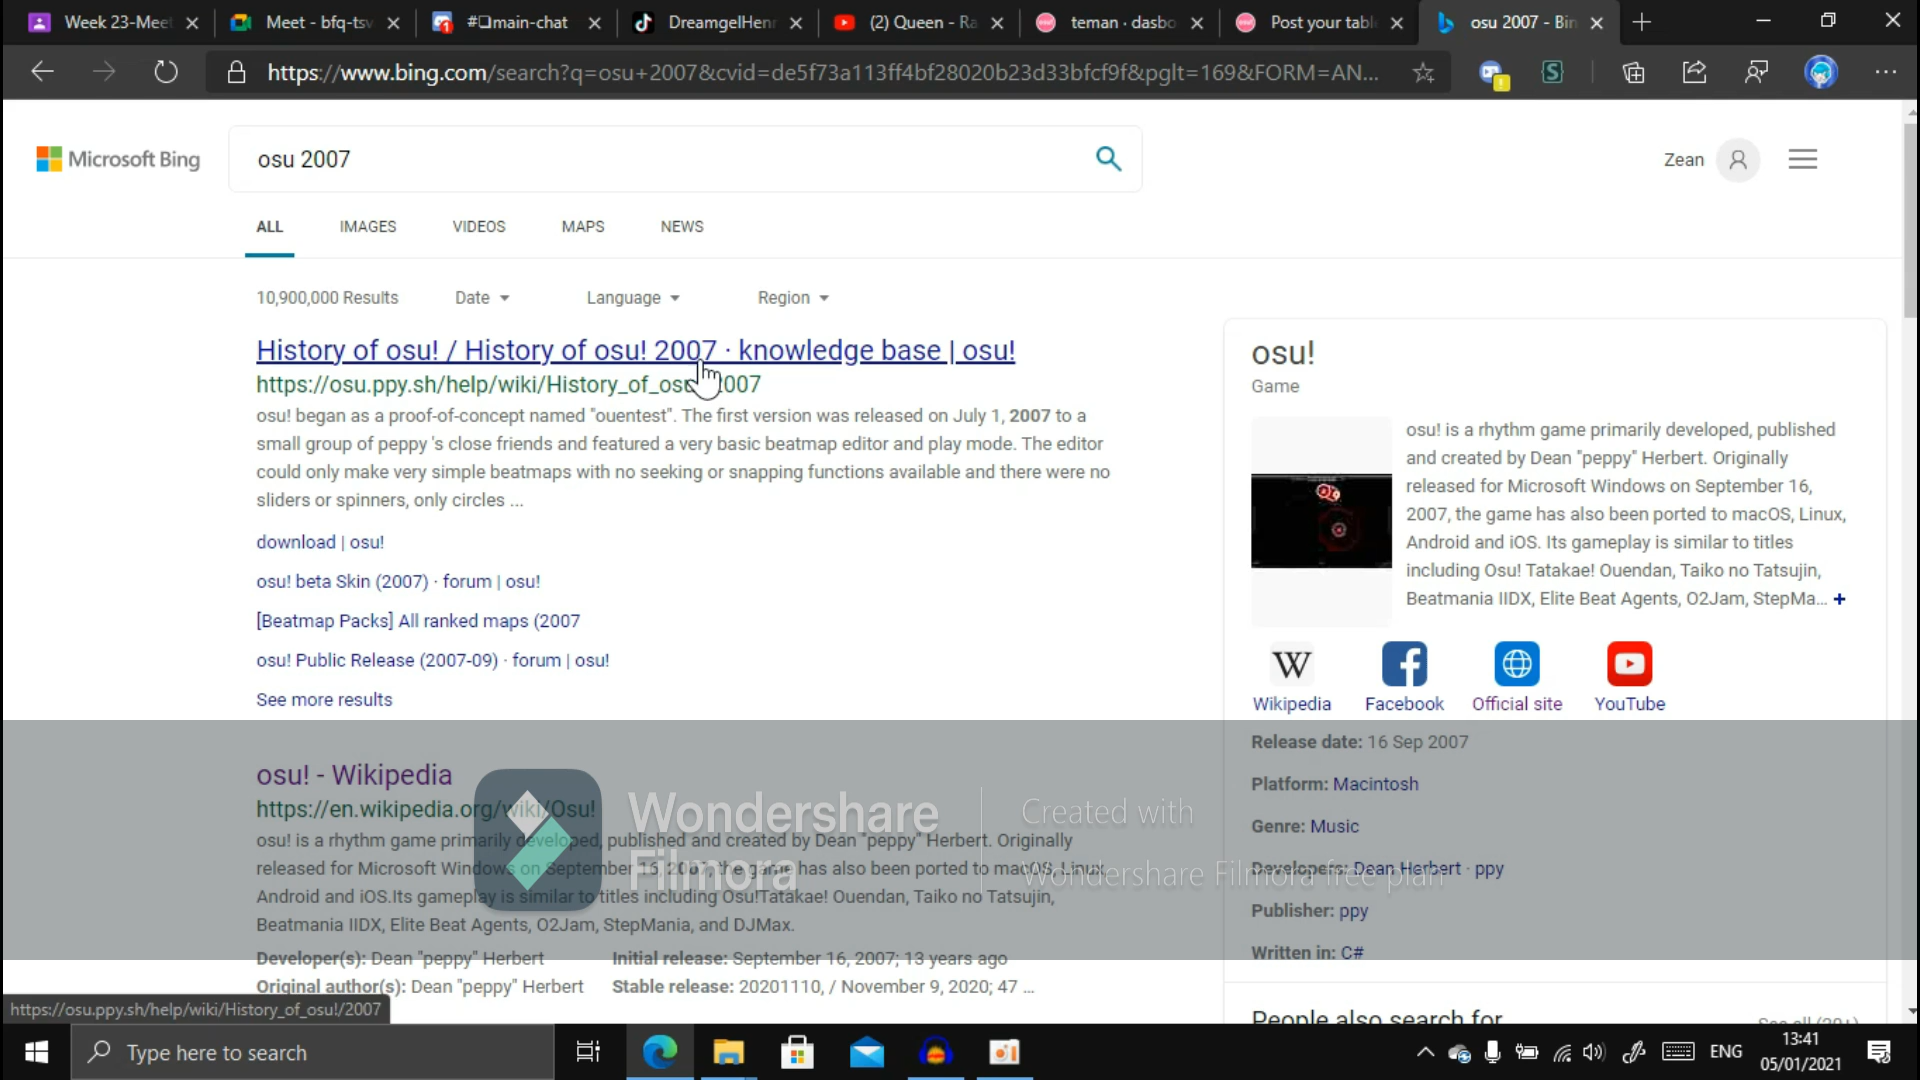 Week 23-Meet
Meet - bfq-tsv
#main-chat
DreamgelHenr
(2) Queen - Ra
teman · dasbo
Post your tabl
osu 2007 - Bin
https://www.bing.com/search?q=osu+2007&cvid=de5f73a113ff4bf28020b23d33bfcf9f&pglt=169&FORM=AN...
Microsoft Bing
osu 2007
Zean
ALL
IMAGES
VIDEOS
MAPS
NEWS
10,900,000 Results
Date
Language
Region
History of osu! / History of osu! 2007 · knowledge base | osu!
https://osu.ppy.sh/help/wiki/History_of_os 007
osu! began as a proof-of-concept named "ouentest". The first version was released on July 1, 2007 to a
small group of peppy 's close friends and featured a very basic beatmap editor and play mode. The editor
could only make very simple beatmaps with no seeking or snapping functions available and there were no
sliders or spinners, only circles ...
download | osu!
osu! beta Skin (2007) · forum | osu!
[Beatmap Packs] All ranked maps (2007
osu! Public Release (2007-09) · forum | osu!
See more results
osu! - Wikipedia
https://en.wikipedia.org/wiki/Osu!
osu! is a rhythm game primarily developed, published and created by Dean "peppy" Herbert. Originally
released for Microsoft Windows on September 16, 2007, the game has also been ported to macOS, Linux,
Android and iOS.Its gameplay is similar to titles including Osu!Tatakae! Ouendan, Taiko no Tatsujin,
Beatmania IIDX, Elite Beat Agents, O2Jam, StepMania, and DJMax.
Developer(s): Dean "peppy" Herbert
Initial release: September 16, 2007; 13 years ago
Original author(s): Dean "peppy" Herbert
Stable release: 20201110, / November 9, 2020; 47 ...
https://osu.ppy.sh/help/wiki/History_of_osu!/2007
osu!
Game
osu! is a rhythm game primarily developed, published
and created by Dean "peppy" Herbert. Originally
released for Microsoft Windows on September 16,
2007, the game has also been ported to macOS, Linux,
Android and iOS. Its gameplay is similar to titles
including Osu! Tatakae! Ouendan, Taiko no Tatsujin,
Beatmania IIDX, Elite Beat Agents, O2Jam, StepMa... +
W
Wikipedia
Facebook
Official site
YouTube
Release date: 16 Sep 2007
Platform: Macintosh
Genre: Music
Developers: Dean Herbert · ppy
Publisher: ppy
Written in: C#
People also search for
See all (20+)
Wondershare
Filmora
Created with
Wondershare Filmora free plan
Type here to search
ENG
13:41
05/01/2021